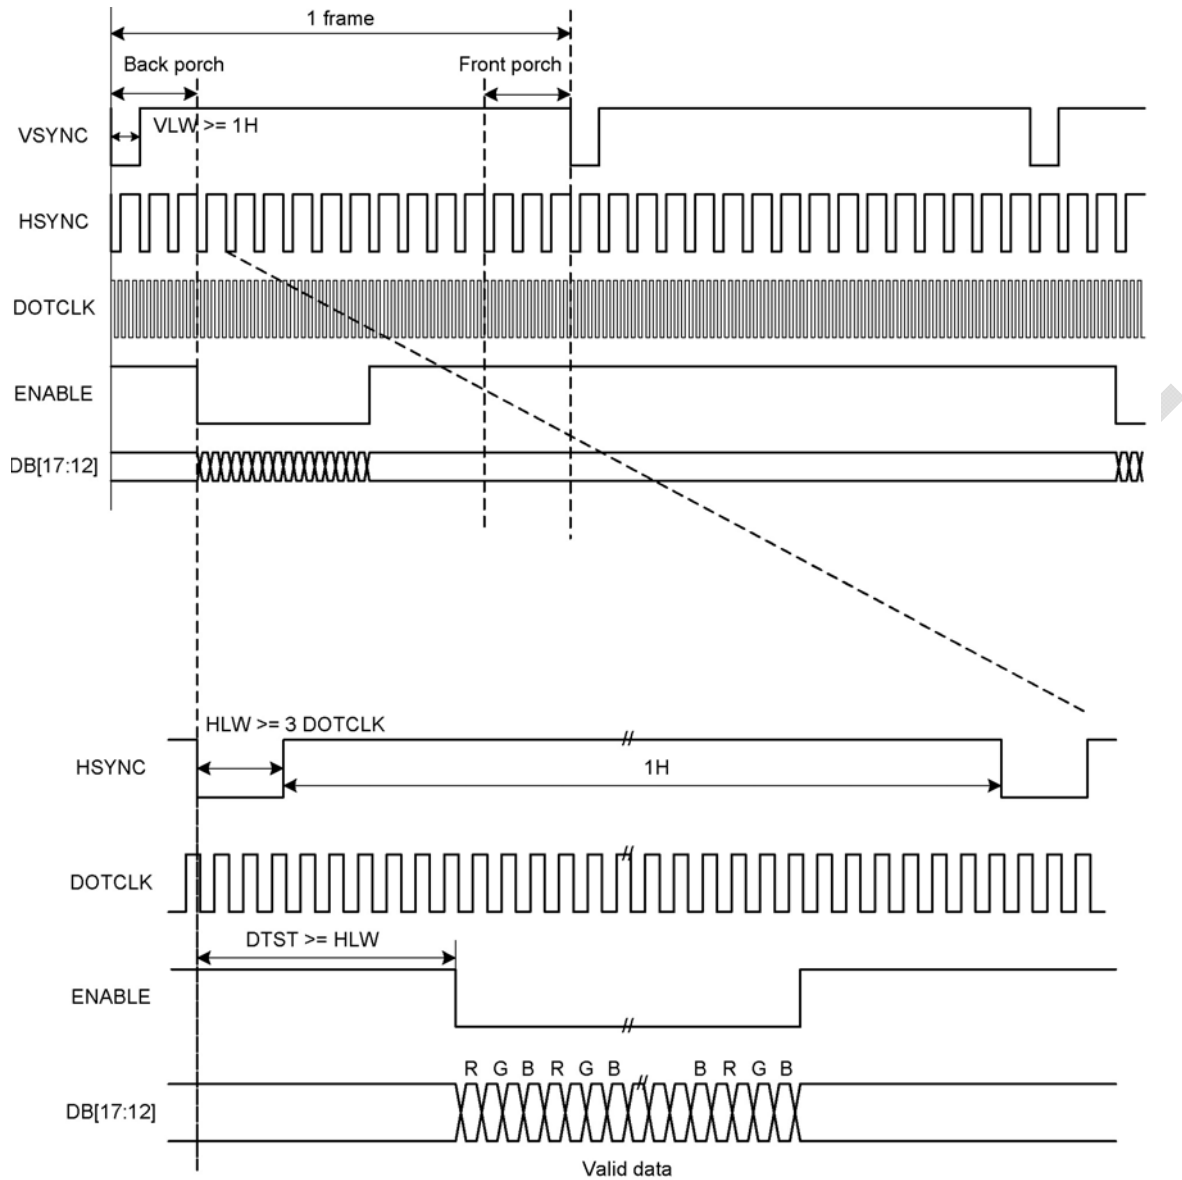 1 frame
Back porch
Front porch
VLW >= 1H
VSYNC
HSYNC
DOTCLK
ENABLE
DB[17:12]
HLW >= 3 DOTCLK
HSYNC
1H
//
DOTCLK
//
DTST >= HLW
ENABLE
//
R G B R G B B R G B
//
DB[17:12]
Valid data